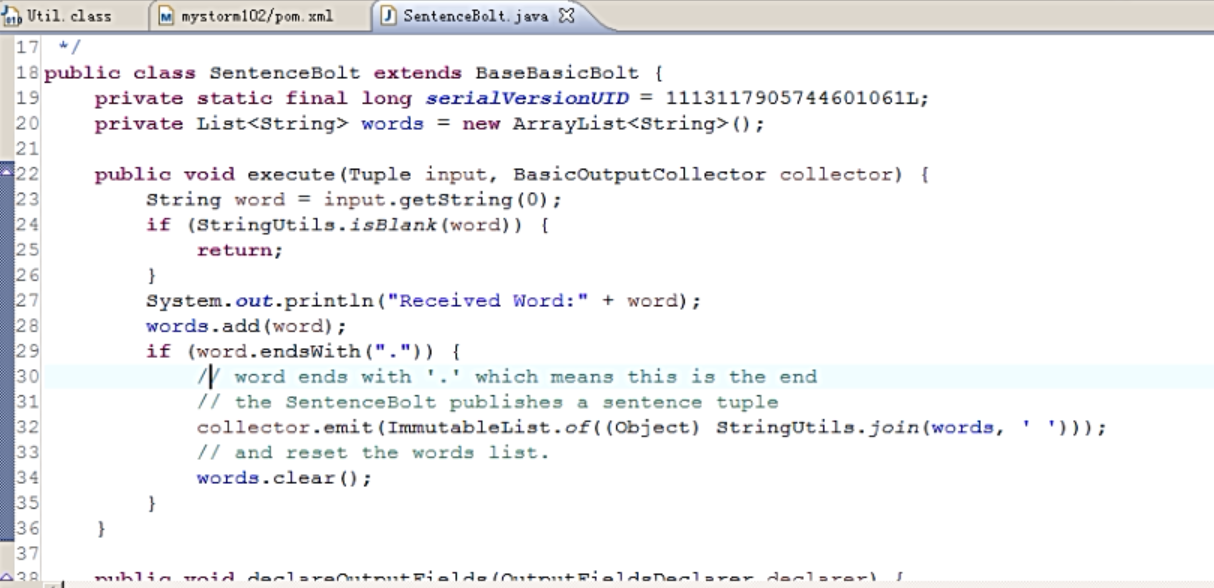 Util.class mystorm102/pom.xml SentenceBolt.java
17 */
18 public class SentenceBolt extends BaseBasicBolt {
19 private static final long serialVersionUID = 1113117905744601061L;
20 private List<String> words = new ArrayList<String>();
21
22 public void execute(Tuple input, BasicOutputCollector collector) {
23 String word = input.getString(0);
24 if (StringUtils.isBlank(word)) {
25 return;
26 }
27 System.out.println("Received Word:" + word);
28 words.add(word);
29 if (word.endsWith(".")) {
30 // word ends with '.' which means this is the end
31 // the SentenceBolt publishes a sentence tuple
32 collector.emit(ImmutableList.of((Object) StringUtils.join(words, ' ')));
33 // and reset the words list.
34 words.clear();
35 }
36 }
37
38 public void declareOutputFields(OutputFieldsDeclarer declarer) {